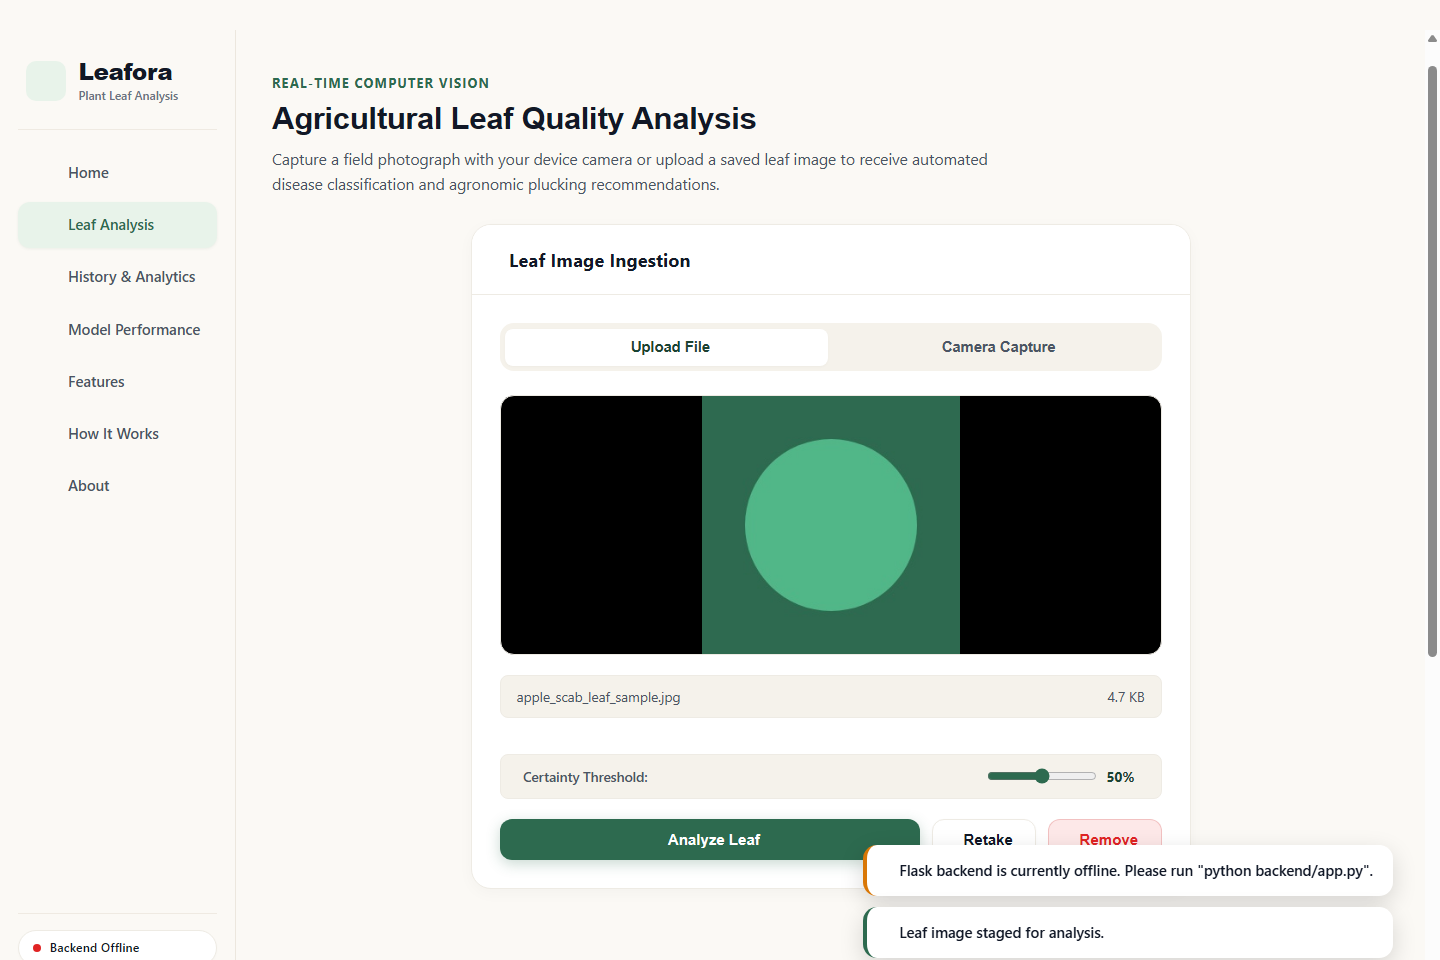 Leafora
Plant Leaf Analysis
Home
Leaf Analysis
History & Analytics
Model Performance
Features
How It Works
About
Backend Offline
REAL-TIME COMPUTER VISION
Agricultural Leaf Quality Analysis
Capture a field photograph with your device camera or upload a saved leaf image to receive automated
disease classification and agronomic plucking recommendations.
Leaf Image Ingestion
Upload File
Camera Capture
apple_scab_leaf_sample.jpg
4.7 KB
Certainty Threshold:
50%
Analyze Leaf
Retake
Remove
Flask backend is currently offline. Please run "python backend/app.py".
Leaf image staged for analysis.